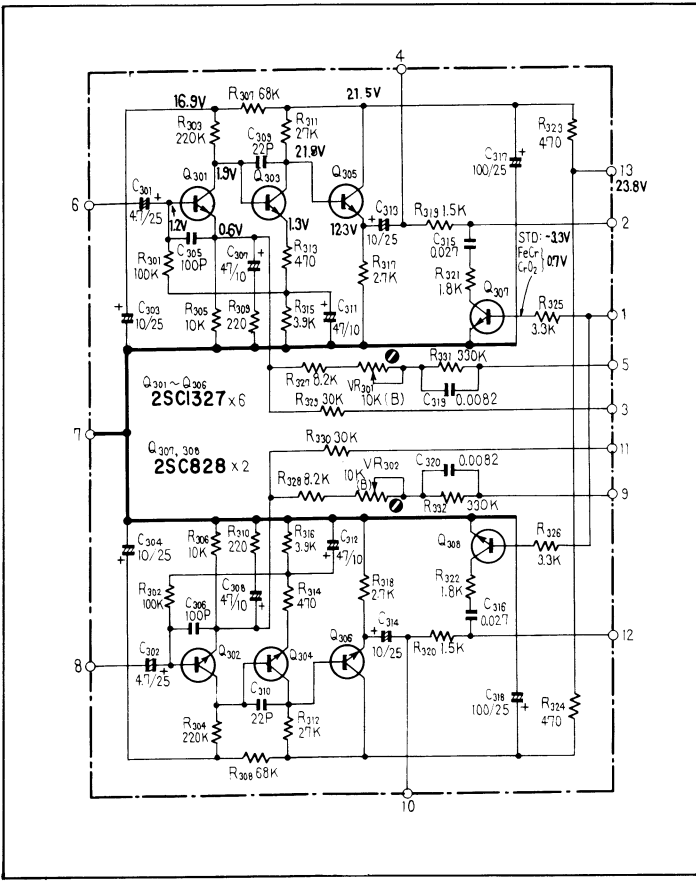 4
16.9V
R307 68K
21.5V
R303
220K
C309
22P
R311
27K
21.8V
R323
470
C317
100/25
13
23.8V
Q301
1.9V
Q303
Q305
C301
4.7/25
6
1.2V
0.6V
1.3V
12.3V
C313
10/25
R319 1.5K
2
C305
100P
C307
47/10
R313
470
C315
0.027
STD: -3.3V
FeCr
CrO2 } 0.7V
R301
100K
R317
2.7K
R321
1.8K
Q307
R325
3.3K
1
C303
10/25
R305
10K
R309
220
R315
3.9K
C311
47/10
Q301~Q306
2SC1327 x 6
R327 8.2K
VR301
10K (B)
R331 330K
C319 0.0082
5
R329 30K
3
7
Q307, 308
2SC828 x 2
R330 30K
11
R328 8.2K
10K
(B)
VR302
C320 0.0082
R332 330K
9
C304
10/25
R306
10K
R310
220
R316
3.9K
C312
47/10
Q308
R326
3.3K
R302
100K
C306
100P
C308
47/10
R314
470
R318
2.7K
R322
1.8K
C316
0.027
8
C302
4.7/25
Q302
Q304
Q306
C314
10/25
R320 1.5K
12
C310
22P
R304
220K
R312
27K
C318
100/25
R324
470
R308 68K
10